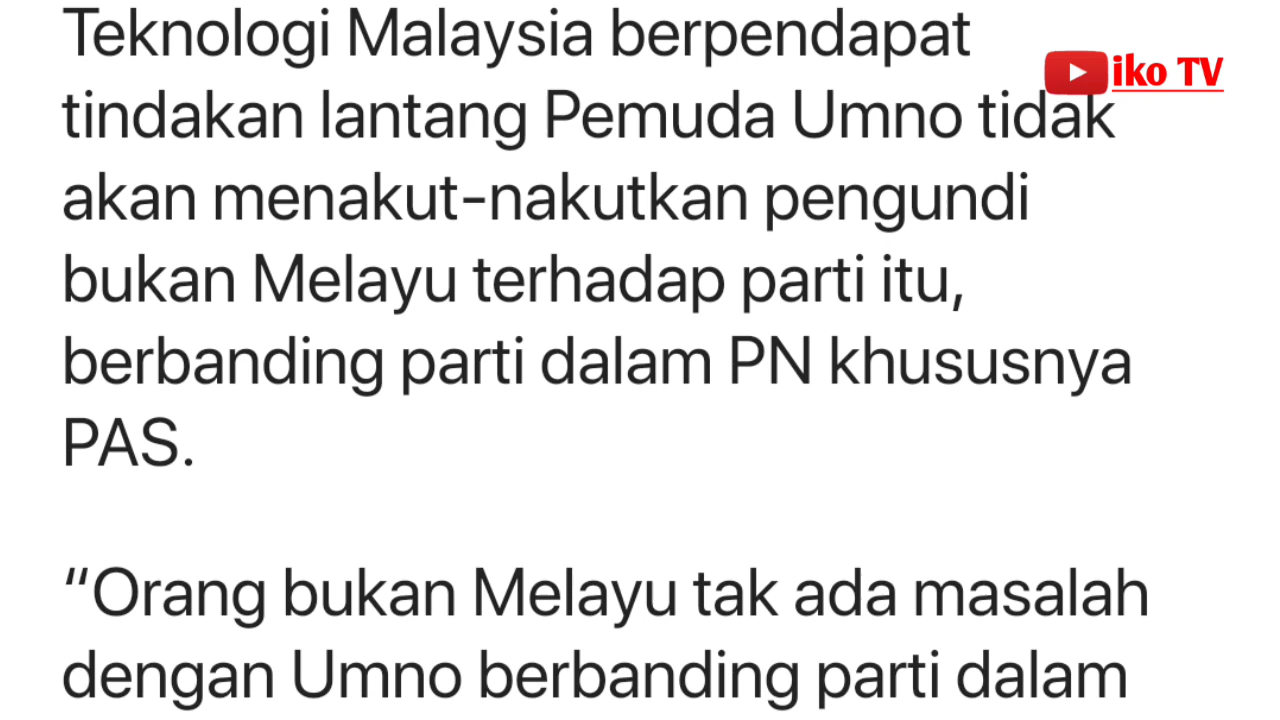 Teknologi Malaysia berpendapat
iko TV
tindakan lantang Pemuda Umno tidak
akan menakut-nakutkan pengundi
bukan Melayu terhadap parti itu,
berbanding parti dalam PN khususnya
PAS.
“Orang bukan Melayu tak ada masalah
dengan Umno berbanding parti dalam